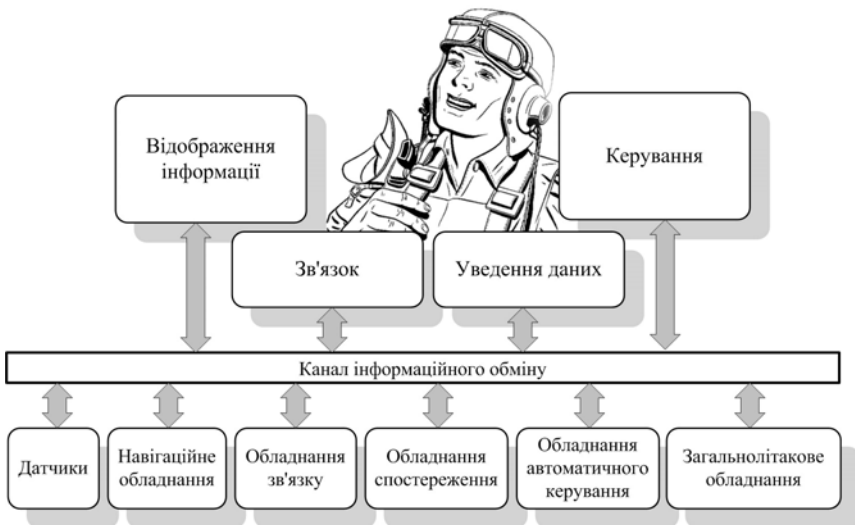 Відображення
інформації
Керування
Зв'язок
Уведення даних
Канал інформаційного обміну
Датчики
Навігаційне
обладнання
Обладнання
зв'язку
Обладнання
спостереження
Обладнання
автоматичного
керування
Загальнолітакове
обладнання